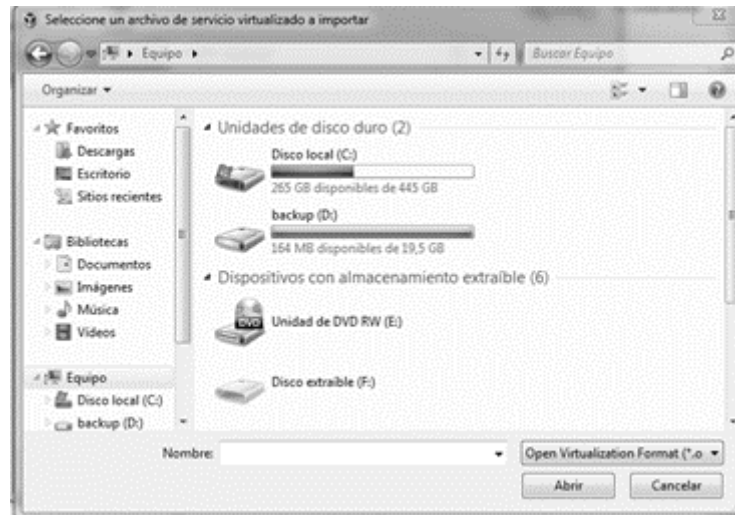 Seleccione un archivo de servicio virtualizado a importar
Equipo
Buscar Equipo
Organizar
Favoritos
Descargas
Escritorio
Sitios recientes
Bibliotecas
Documentos
Imágenes
Música
Vídeos
Equipo
Disco local (C:)
backup (D:)
Unidades de disco duro (2)
Disco local (C:)
265 GB disponibles de 445 GB
backup (D:)
164 MB disponibles de 19,5 GB
Dispositivos con almacenamiento extraíble (6)
DVD
Unidad de DVD RW (E:)
Disco extraíble (F:)
Nombre:
Open Virtualization Format (*.o
Abrir
Cancelar